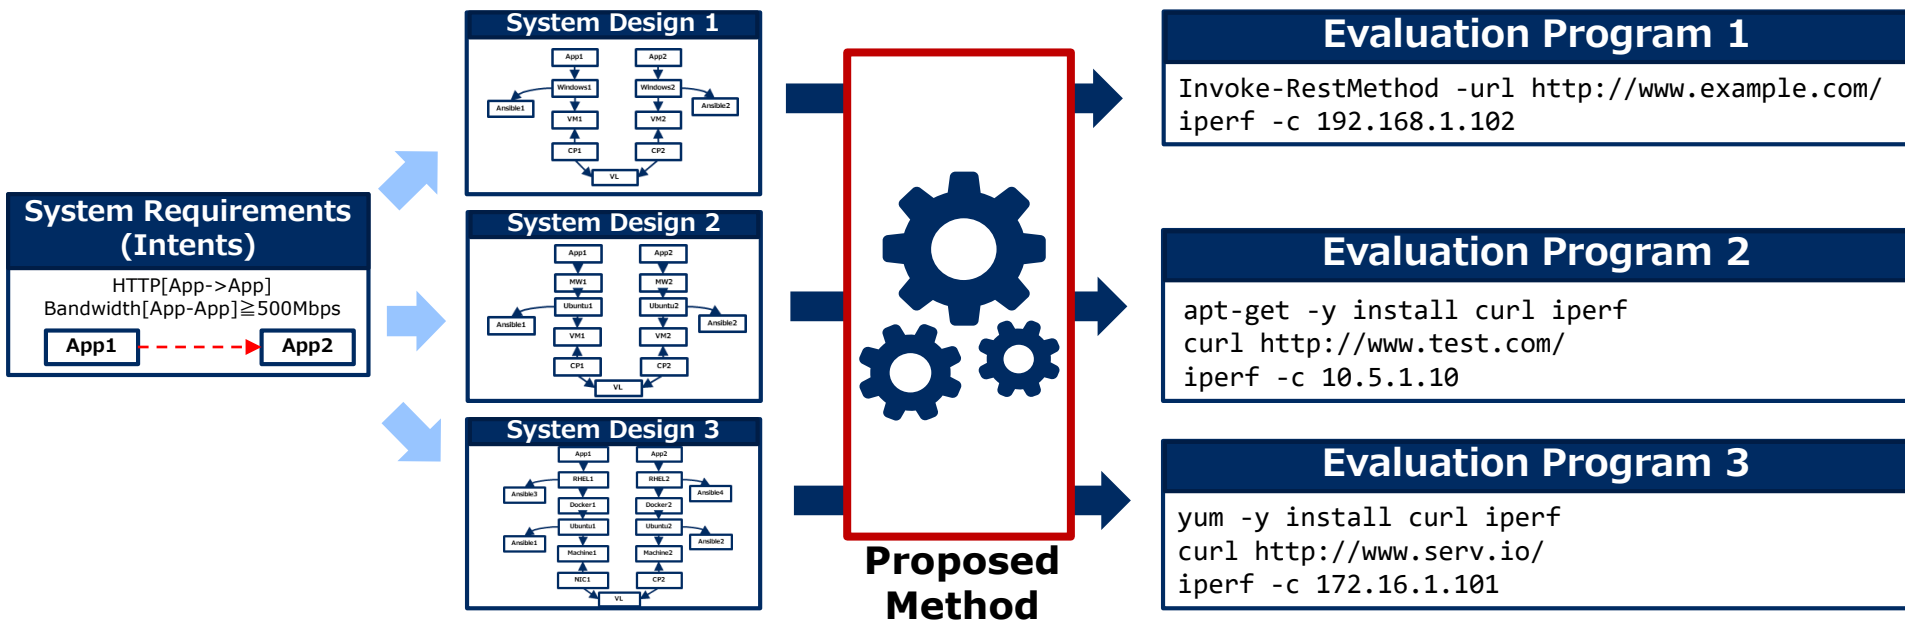 System Requirements
(Intents)
HTTP[App->App]
Bandwidth[App-App]≧500Mbps
App1
App2
System Design 1
App1
App2
Windows1
Windows2
Ansible1
Ansible2
VM1
VM2
CP1
CP2
VL
System Design 2
App1
App2
MW1
MW2
Ubuntu1
Ubuntu2
Ansible1
Ansible2
VM1
VM2
CP1
CP2
VL
System Design 3
App1
App2
RHEL1
RHEL2
Ansible3
Ansible4
Docker1
Docker2
Ubuntu1
Ubuntu2
Ansible1
Ansible2
Machine1
Machine2
NIC1
CP2
VL
Proposed
Method
Evaluation Program 1
Invoke-RestMethod -url http://www.example.com/
iperf -c 192.168.1.102
Evaluation Program 2
apt-get -y install curl iperf
curl http://www.test.com/
iperf -c 10.5.1.10
Evaluation Program 3
yum -y install curl iperf
curl http://www.serv.io/
iperf -c 172.16.1.101